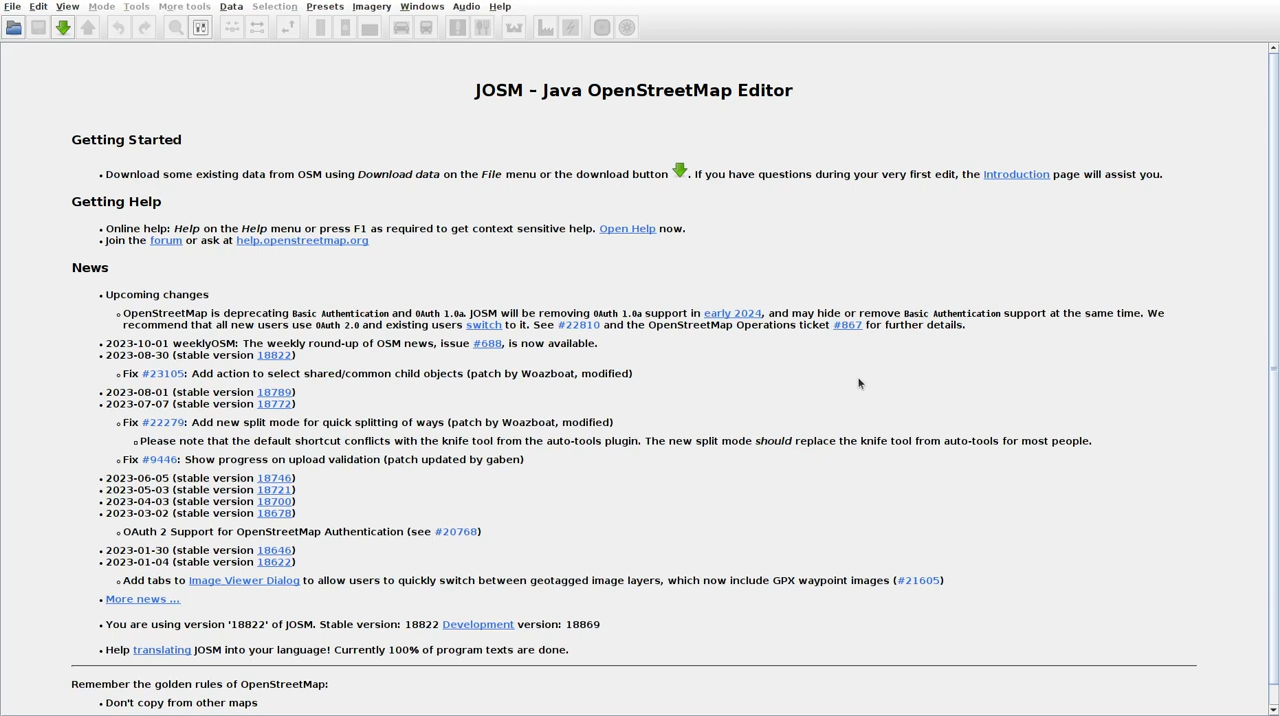 File Edit View Mode Tools More tools Data Selection Presets Imagery Windows Audio Help
JOSM – Java OpenStreetMap Editor
Getting Started
• Download some existing data from OSM using Download data on the File menu or the download button . If you have questions during your very first edit, the Introduction page will assist you.
Getting Help
• Online help: Help on the Help menu or press F1 as required to get context sensitive help. Open Help now.
• Join the forum or ask at help.openstreetmap.org
News
• Upcoming changes
◦ OpenStreetMap is deprecating Basic Authentication and OAuth 1.0a. JOSM will be removing OAuth 1.0a support in early 2024, and may hide or remove Basic Authentication support at the same time. We
recommend that all new users use OAuth 2.0 and existing users switch to it. See #22810 and the OpenStreetMap Operations ticket #867 for further details.
• 2023-10-01 weeklyOSM: The weekly round-up of OSM news, issue #688, is now available.
• 2023-08-30 (stable version 18822)
◦ Fix #23105: Add action to select shared/common child objects (patch by Woazboat, modified)
• 2023-08-01 (stable version 18789)
• 2023-07-07 (stable version 18772)
◦ Fix #22279: Add new split mode for quick splitting of ways (patch by Woazboat, modified)
▫ Please note that the default shortcut conflicts with the knife tool from the auto-tools plugin. The new split mode should replace the knife tool from auto-tools for most people.
◦ Fix #9446: Show progress on upload validation (patch updated by gaben)
• 2023-06-05 (stable version 18746)
• 2023-05-03 (stable version 18721)
• 2023-04-03 (stable version 18700)
• 2023-03-02 (stable version 18678)
◦ OAuth 2 Support for OpenStreetMap Authentication (see #20768)
• 2023-01-30 (stable version 18646)
• 2023-01-04 (stable version 18622)
◦ Add tabs to Image Viewer Dialog to allow users to quickly switch between geotagged image layers, which now include GPX waypoint images (#21605)
• More news ...
• You are using version '18822' of JOSM. Stable version: 18822 Development version: 18869
• Help translating JOSM into your language! Currently 100% of program texts are done.
Remember the golden rules of OpenStreetMap:
• Don't copy from other maps